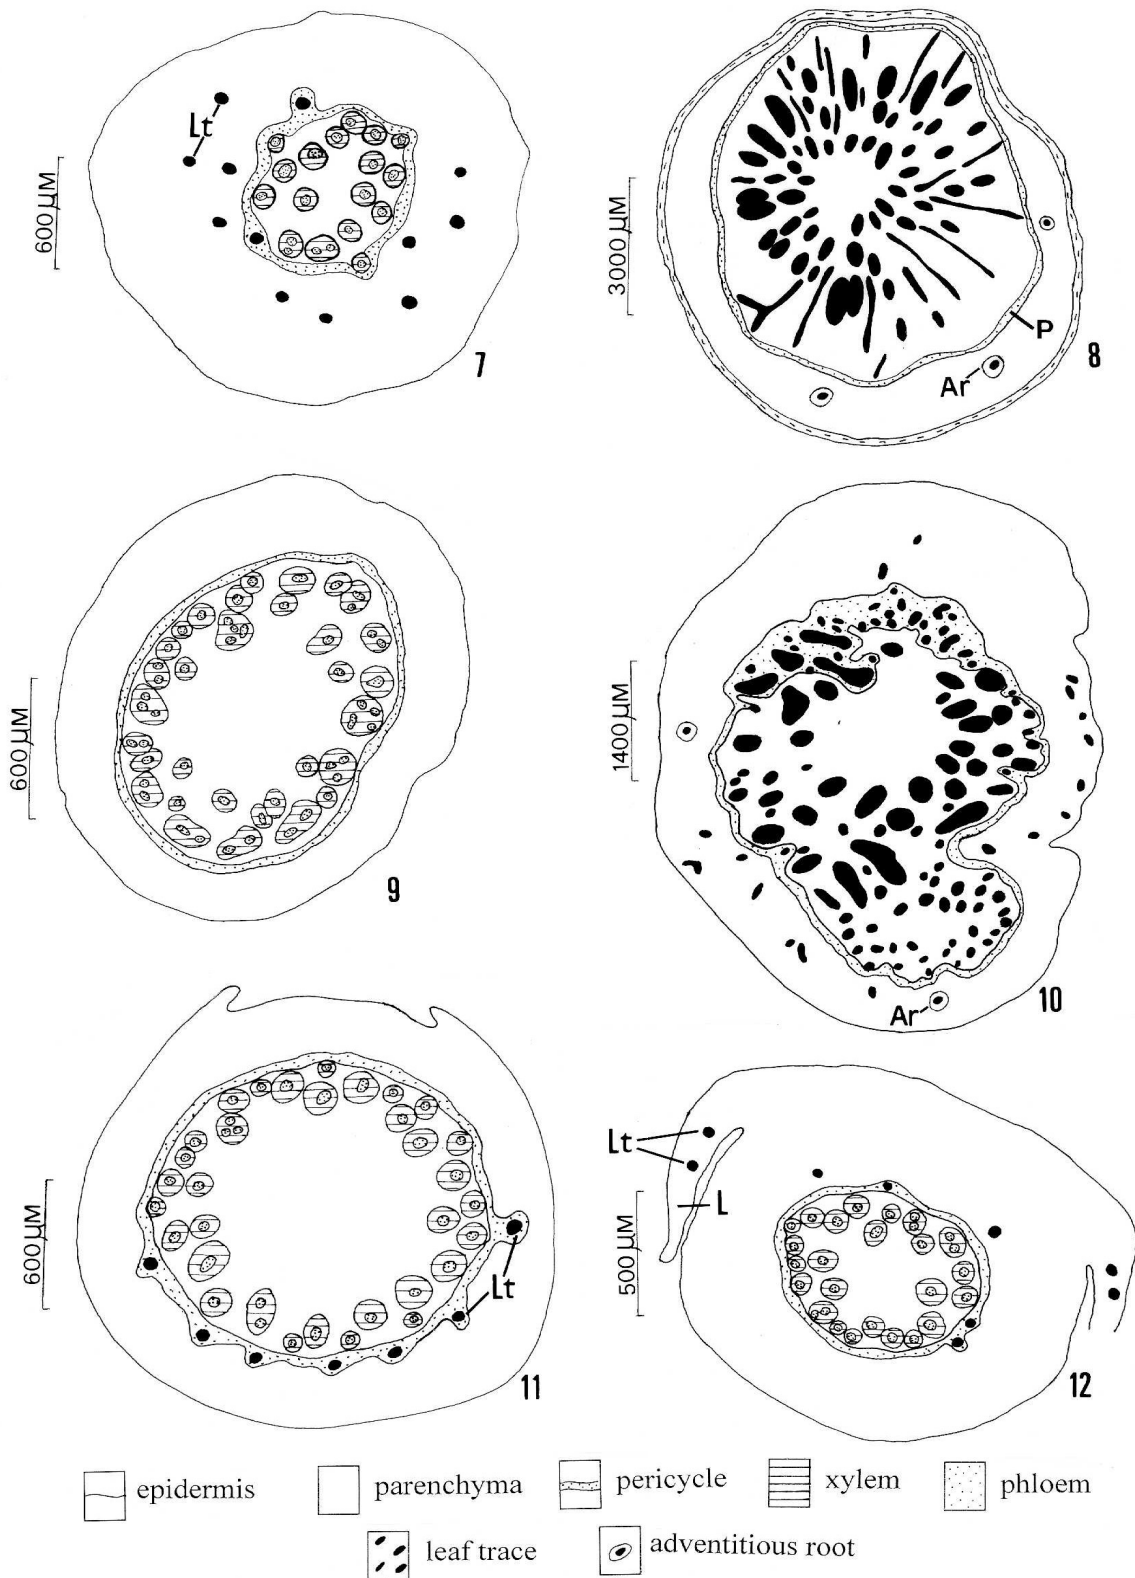 Lt
600 µM
7
3000 µM
P
Ar
8
600 µM
9
1400 µM
Ar
10
600 µM
Lt
11
Lt
L
500 µM
12
epidermis
parenchyma
pericycle
xylem
phloem
leaf trace
adventitious root